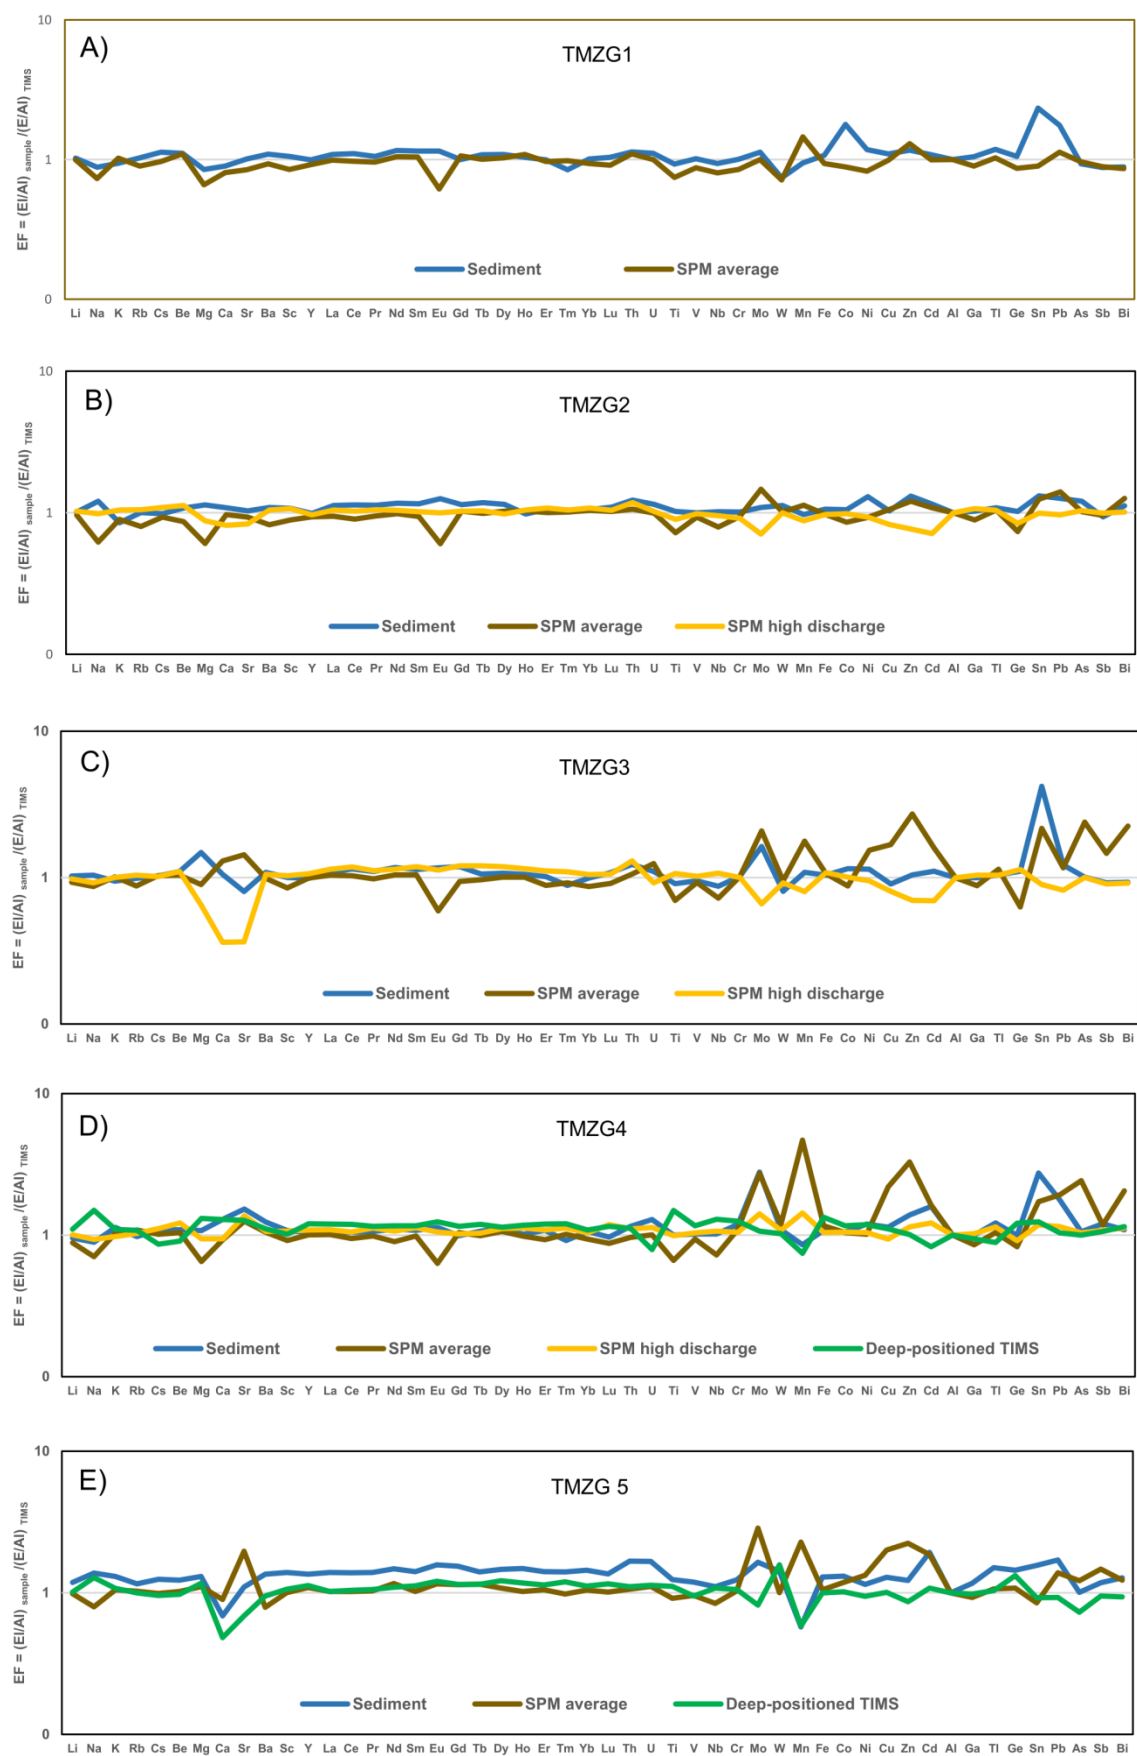 A)
TMZG1
10
1
0
EF = (El/Al) sample /(E/Al) TIMS
Sediment SPM average
Li Na K Rb Cs Be Mg Ca Sr Ba Sc Y La Ce Pr Nd Sm Eu Gd Tb Dy Ho Er Tm Yb Lu Th U Ti V Nb Cr Mo W Mn Fe Co Ni Cu Zn Cd Al Ga Tl Ge Sn Pb As Sb Bi
B)
TMZG2
10
1
0
EF = (El/Al) sample /(E/Al) TIMS
Sediment SPM average SPM high discharge
Li Na K Rb Cs Be Mg Ca Sr Ba Sc Y La Ce Pr Nd Sm Eu Gd Tb Dy Ho Er Tm Yb Lu Th U Ti V Nb Cr Mo W Mn Fe Co Ni Cu Zn Cd Al Ga Tl Ge Sn Pb As Sb Bi
C)
TMZG3
10
1
0
EF = (El/Al) sample /(E/Al) TIMS
Sediment SPM average SPM high discharge
Li Na K Rb Cs Be Mg Ca Sr Ba Sc Y La Ce Pr Nd Sm Eu Gd Tb Dy Ho Er Tm Yb Lu Th U Ti V Nb Cr Mo W Mn Fe Co Ni Cu Zn Cd Al Ga Tl Ge Sn Pb As Sb Bi
D)
TMZG4
10
1
0
EF = (El/Al) sample /(E/Al) TIMS
Sediment SPM average SPM high discharge Deep-positioned TIMS
Li Na K Rb Cs Be Mg Ca Sr Ba Sc Y La Ce Pr Nd Sm Eu Gd Tb Dy Ho Er Tm Yb Lu Th U Ti V Nb Cr Mo W Mn Fe Co Ni Cu Zn Cd Al Ga Tl Ge Sn Pb As Sb Bi
E)
TMZG 5
10
1
0
EF = (El/Al) sample /(E/Al) TIMS
Sediment SPM average Deep-positioned TIMS
Li Na K Rb Cs Be Mg Ca Sr Ba Sc Y La Ce Pr Nd Sm Eu Gd Tb Dy Ho Er Tm Yb Lu Th U Ti V Nb Cr Mo W Mn Fe Co Ni Cu Zn Cd Al Ga Tl Ge Sn Pb As Sb Bi